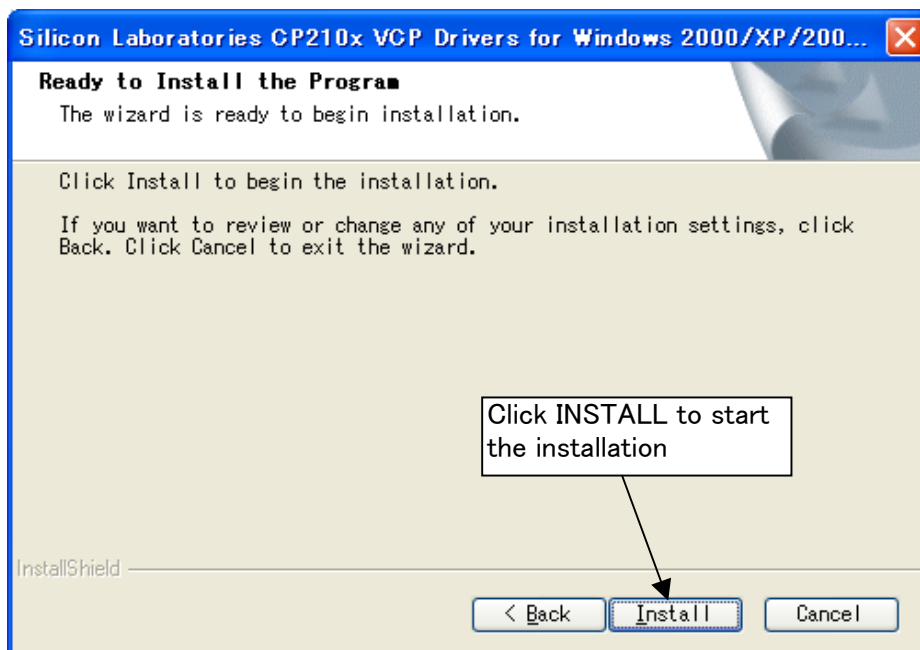 Silicon Laboratories CP210x VCP Drivers for Windows 2000/XP/200...
Ready to Install the Program
The wizard is ready to begin installation.
Click Install to begin the installation.
If you want to review or change any of your installation settings, click
Back. Click Cancel to exit the wizard.
Click INSTALL to start
the installation
InstallShield
< Back
Install
Cancel